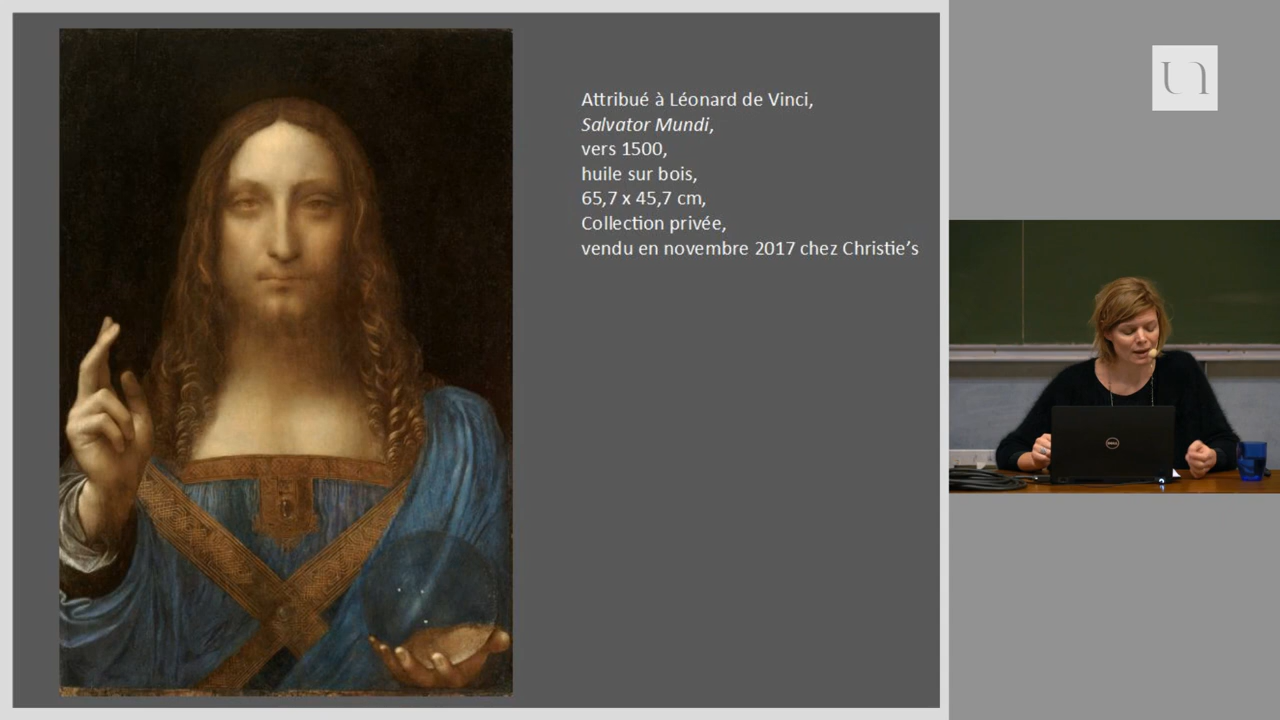 Attribué à Léonard de Vinci,
Salvator Mundi,
vers 1500,
huile sur bois,
65,7 x 45,7 cm,
Collection privée,
vendu en novembre 2017 chez Christie’s
DELL